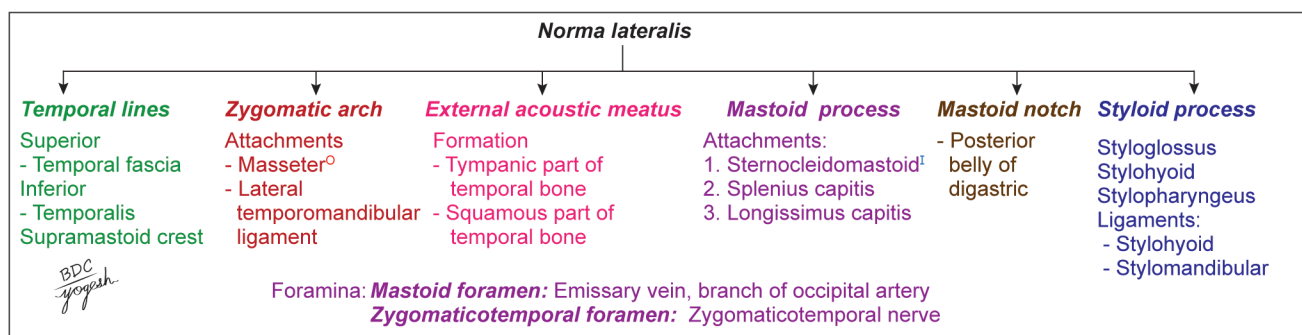 Norma lateralis
Temporal lines
Superior
- Temporal fascia
Inferior
- Temporalis
Supramastoid crest
Zygomatic arch
Attachments
- Masseterᴼ
- Lateral
temporomandibular
ligament
External acoustic meatus
Formation
- Tympanic part of
temporal bone
- Squamous part of
temporal bone
Mastoid process
Attachments:
1. Sternocleidomastoidᴵ
2. Splenius capitis
3. Longissimus capitis
Mastoid notch
- Posterior
belly of
digastric
Styloid process
Styloglossus
Stylohyoid
Stylopharyngeus
Ligaments:
- Stylohyoid
- Stylomandibular
BDC
yogesh
Foramina: Mastoid foramen: Emissary vein, branch of occipital artery
Zygomaticotemporal foramen: Zygomaticotemporal nerve